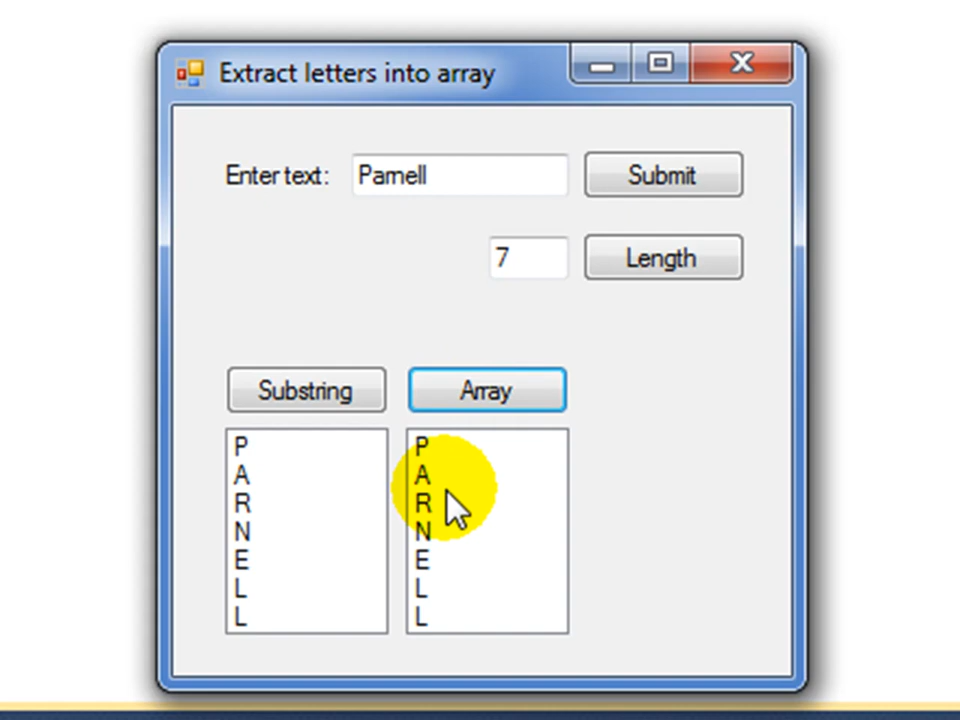 Extract letters into array
Enter text: Parnell Submit
7 Length
Substring Array
P P
A A
R R
N N
E E
L L
L L